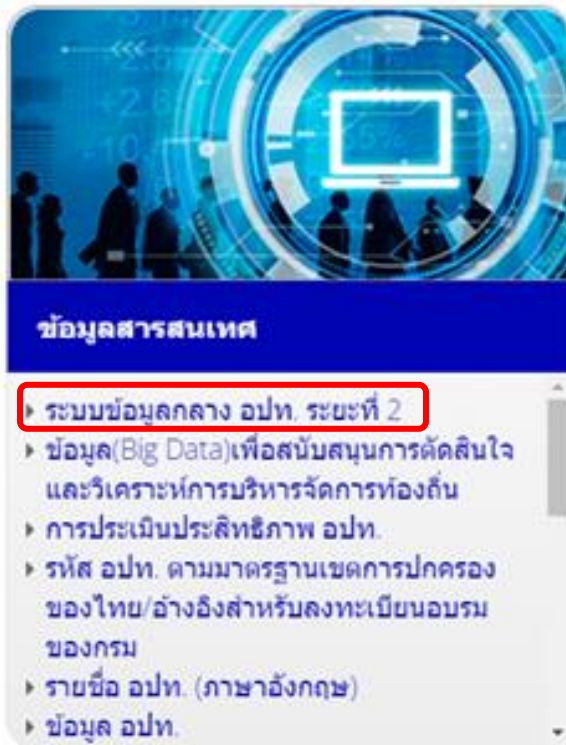 ข้อมูลสารสนเทศ
ระบบข้อมูลกลาง อปท. ระยะที่ 2
ข้อมูล(Big Data)เพื่อสนับสนุนการตัดสินใจ
และวิเคราะห์การบริหารจัดการท้องถิ่น
การประเมินประสิทธิภาพ อปท.
รหัส อปท. ตามมาตรฐานเขตการปกครอง
ของไทย/อ้างอิงสำหรับลงทะเบียนอบรม
ของกรม
รายชื่อ อปท. (ภาษาอังกฤษ)
ข้อมูล อปท.